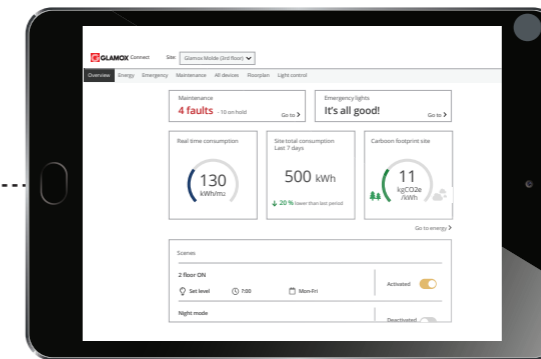 GLAMOX Connect Site Glamox Molde (3rd floor)
Overview Energy Emergency Maintenance All devices Floorplan Light control
Maintenance
4 faults - 10 on hold
Go to
Emergency lights
It's all good!
Go to
Real time consumption
130
kWh/mu
Site total consumption
Last 7 days
500 kWh
20 % lower than last period
Carboon footprint site
11
kgCO2e
/kWh
Go to energy
Scenes
2 floor ON
Set level 7:00 Mon-Fri
Activated
Night mode
Deactivated